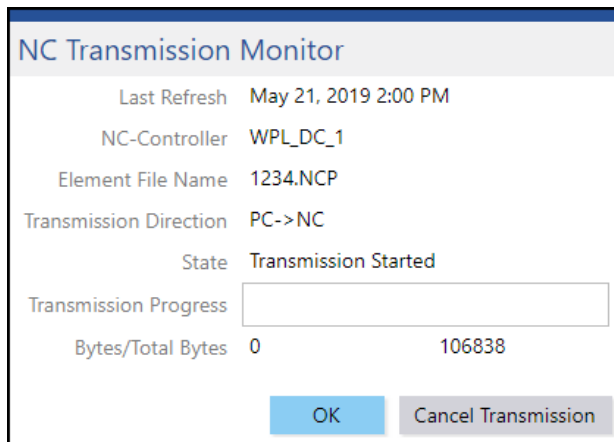 NC Transmission Monitor
Last Refresh May 21, 2019 2:00 PM
NC-Controller WPL_DC_1
Element File Name 1234.NCP
Transmission Direction PC->NC
State Transmission Started
Transmission Progress
Bytes/Total Bytes 0 106838
OK Cancel Transmission